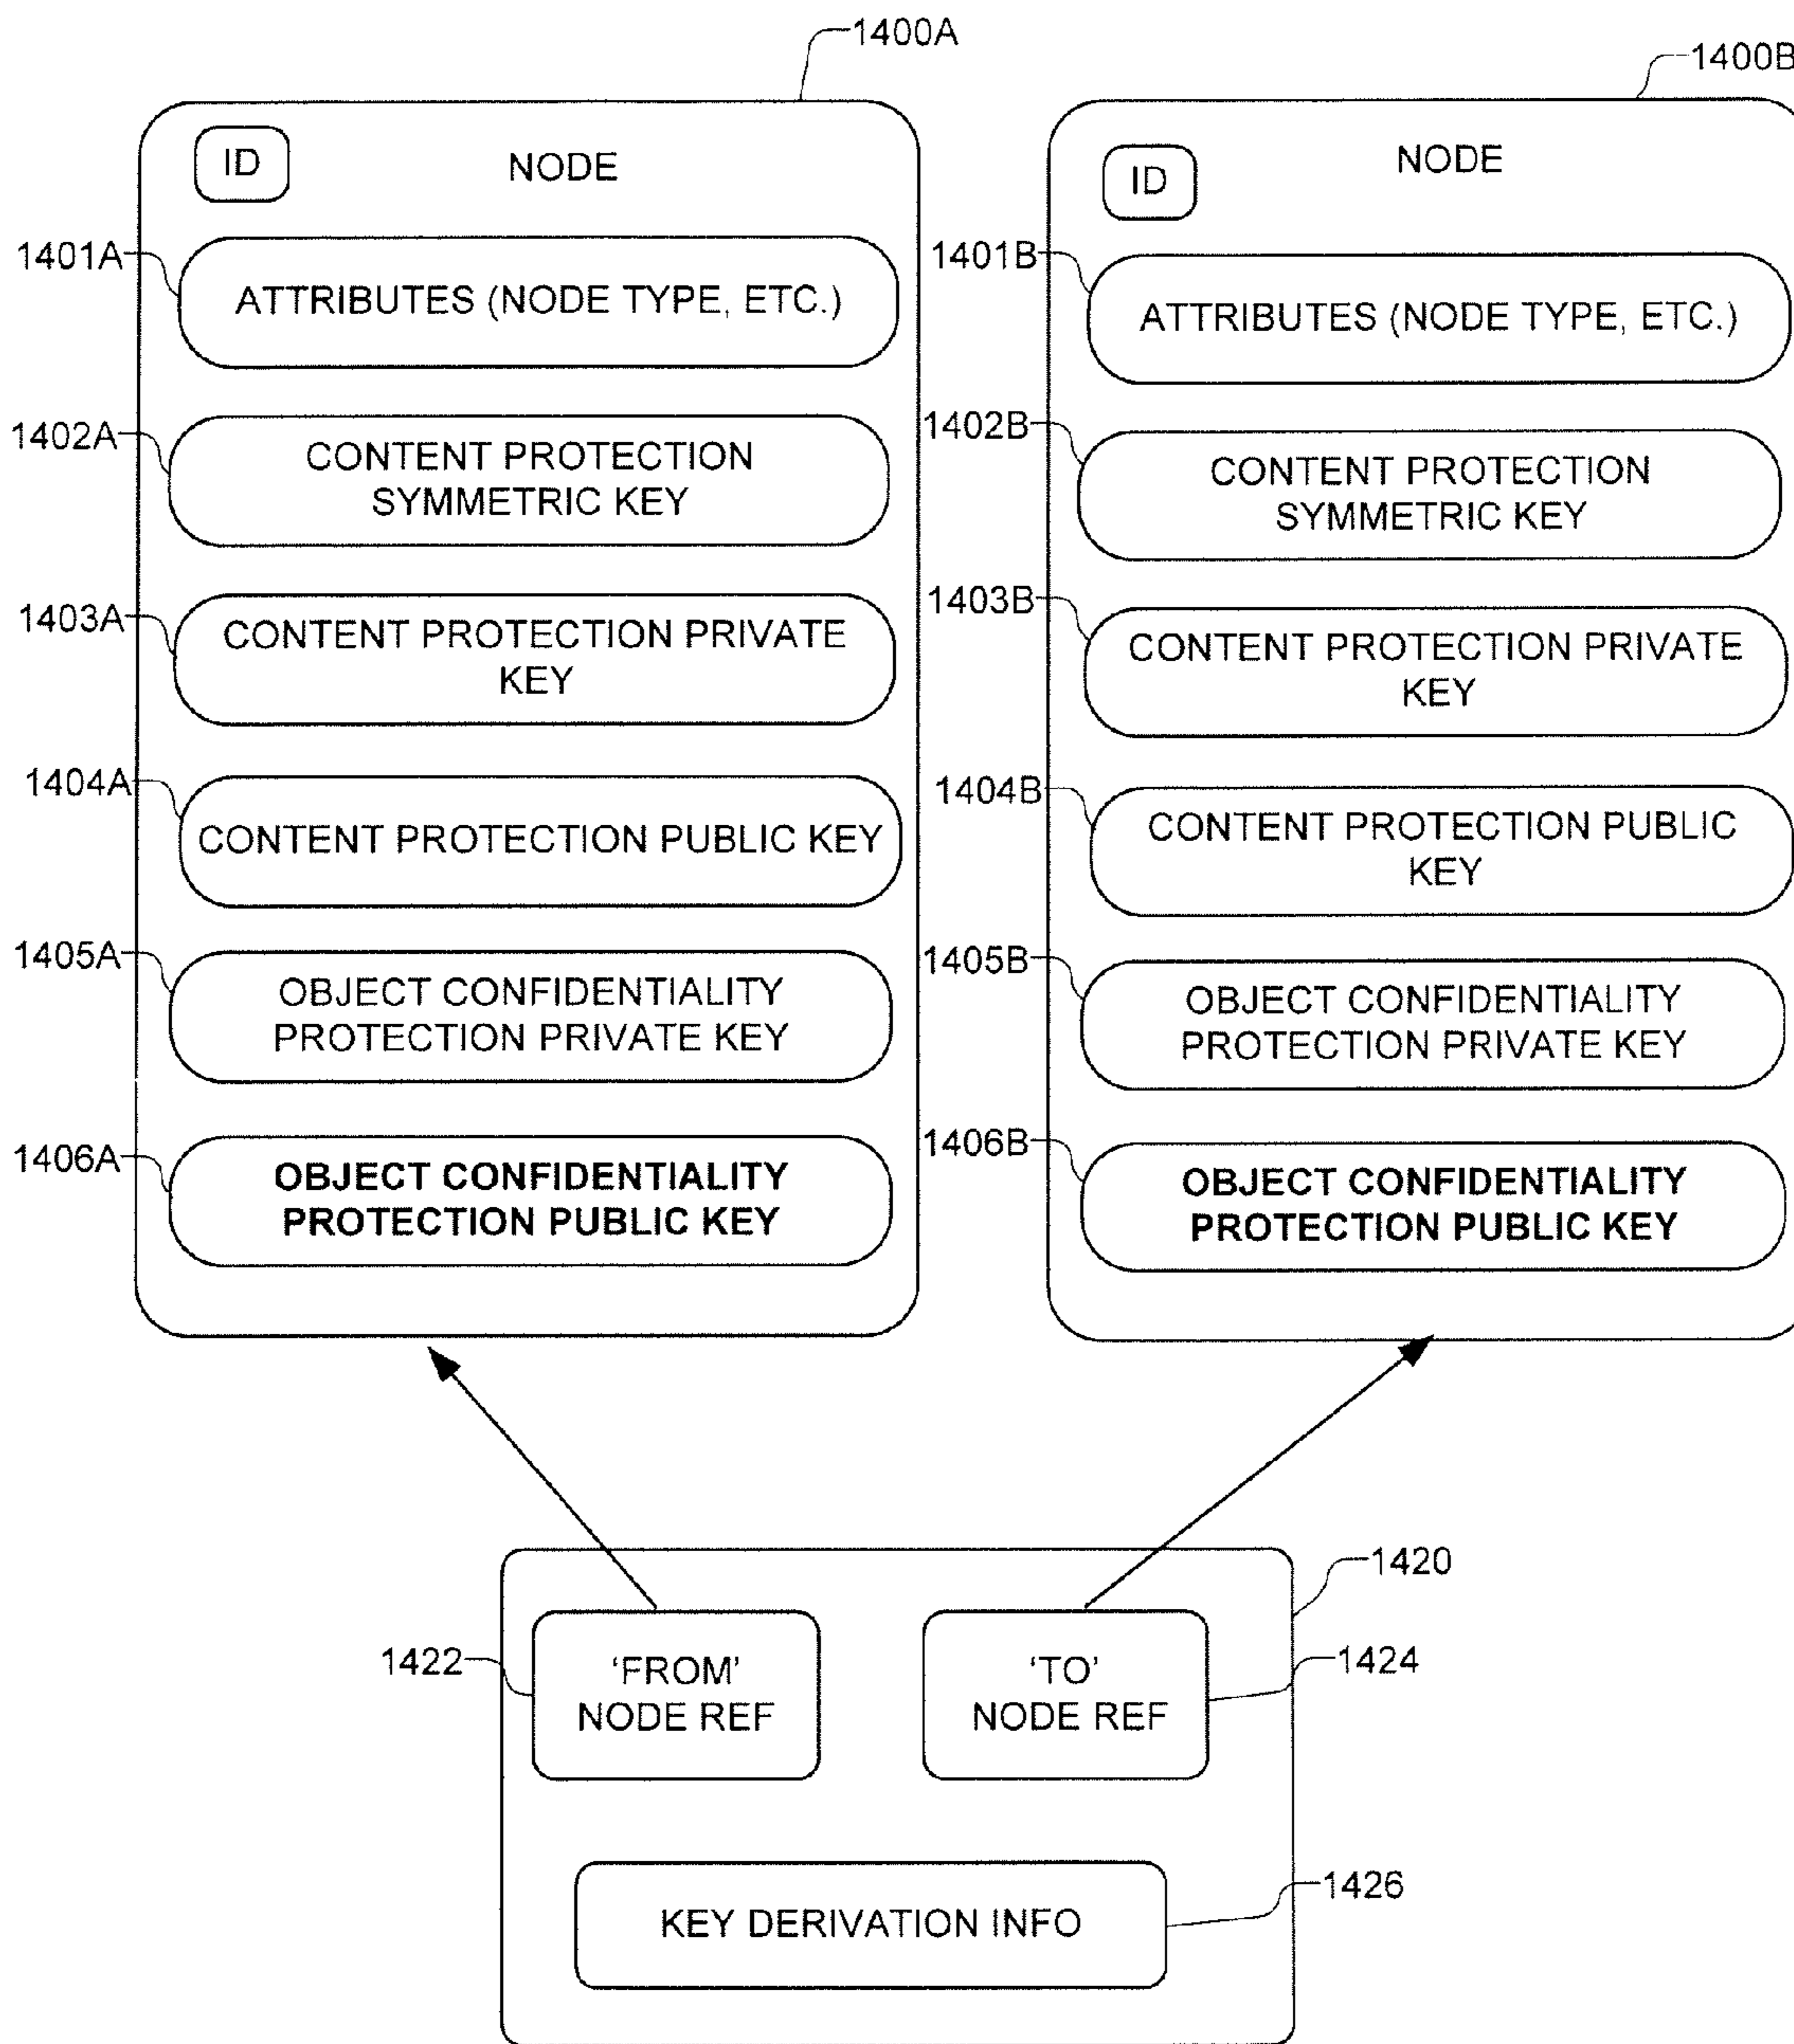 1400A
1400B
ID
NODE
1401A
ATTRIBUTES (NODE TYPE, ETC.)
1402A
CONTENT PROTECTION
SYMMETRIC KEY
1403A
CONTENT PROTECTION PRIVATE
KEY
1404A
CONTENT PROTECTION PUBLIC KEY
1405A
OBJECT CONFIDENTIALITY
PROTECTION PRIVATE KEY
1406A
OBJECT CONFIDENTIALITY
PROTECTION PUBLIC KEY
ID
NODE
1401B
ATTRIBUTES (NODE TYPE, ETC.)
1402B
CONTENT PROTECTION
SYMMETRIC KEY
1403B
CONTENT PROTECTION PRIVATE
KEY
1404B
CONTENT PROTECTION PUBLIC
KEY
1405B
OBJECT CONFIDENTIALITY
PROTECTION PRIVATE KEY
1406B
OBJECT CONFIDENTIALITY
PROTECTION PUBLIC KEY
1420
1422
'FROM'
NODE REF
'TO'
NODE REF
1424
KEY DERIVATION INFO
1426